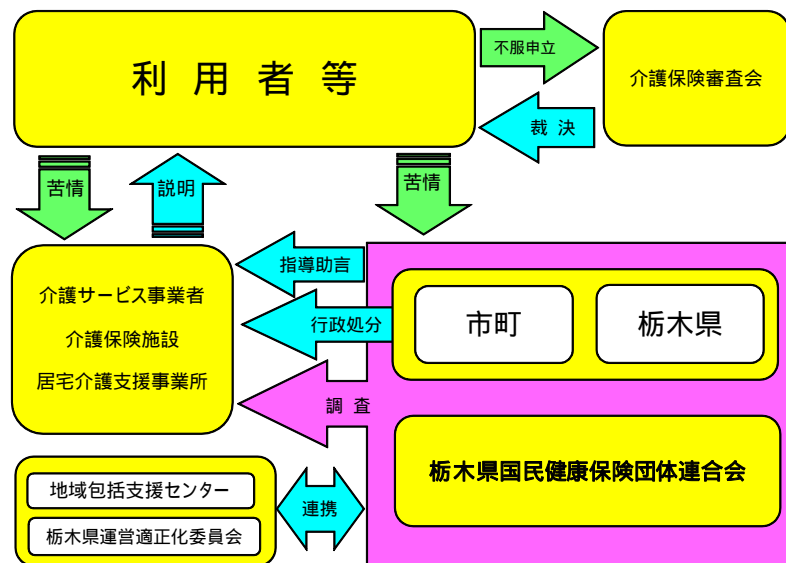 利用者等
不服申立
介護保険審査会
裁決
苦情
説明
苦情
指導助言
介護サービス事業者
介護保険施設
居宅介護支援事業所
行政処分
市町
栃木県
調査
栃木県国民健康保険団体連合会
地域包括支援センター
栃木県運営適正化委員会
連携